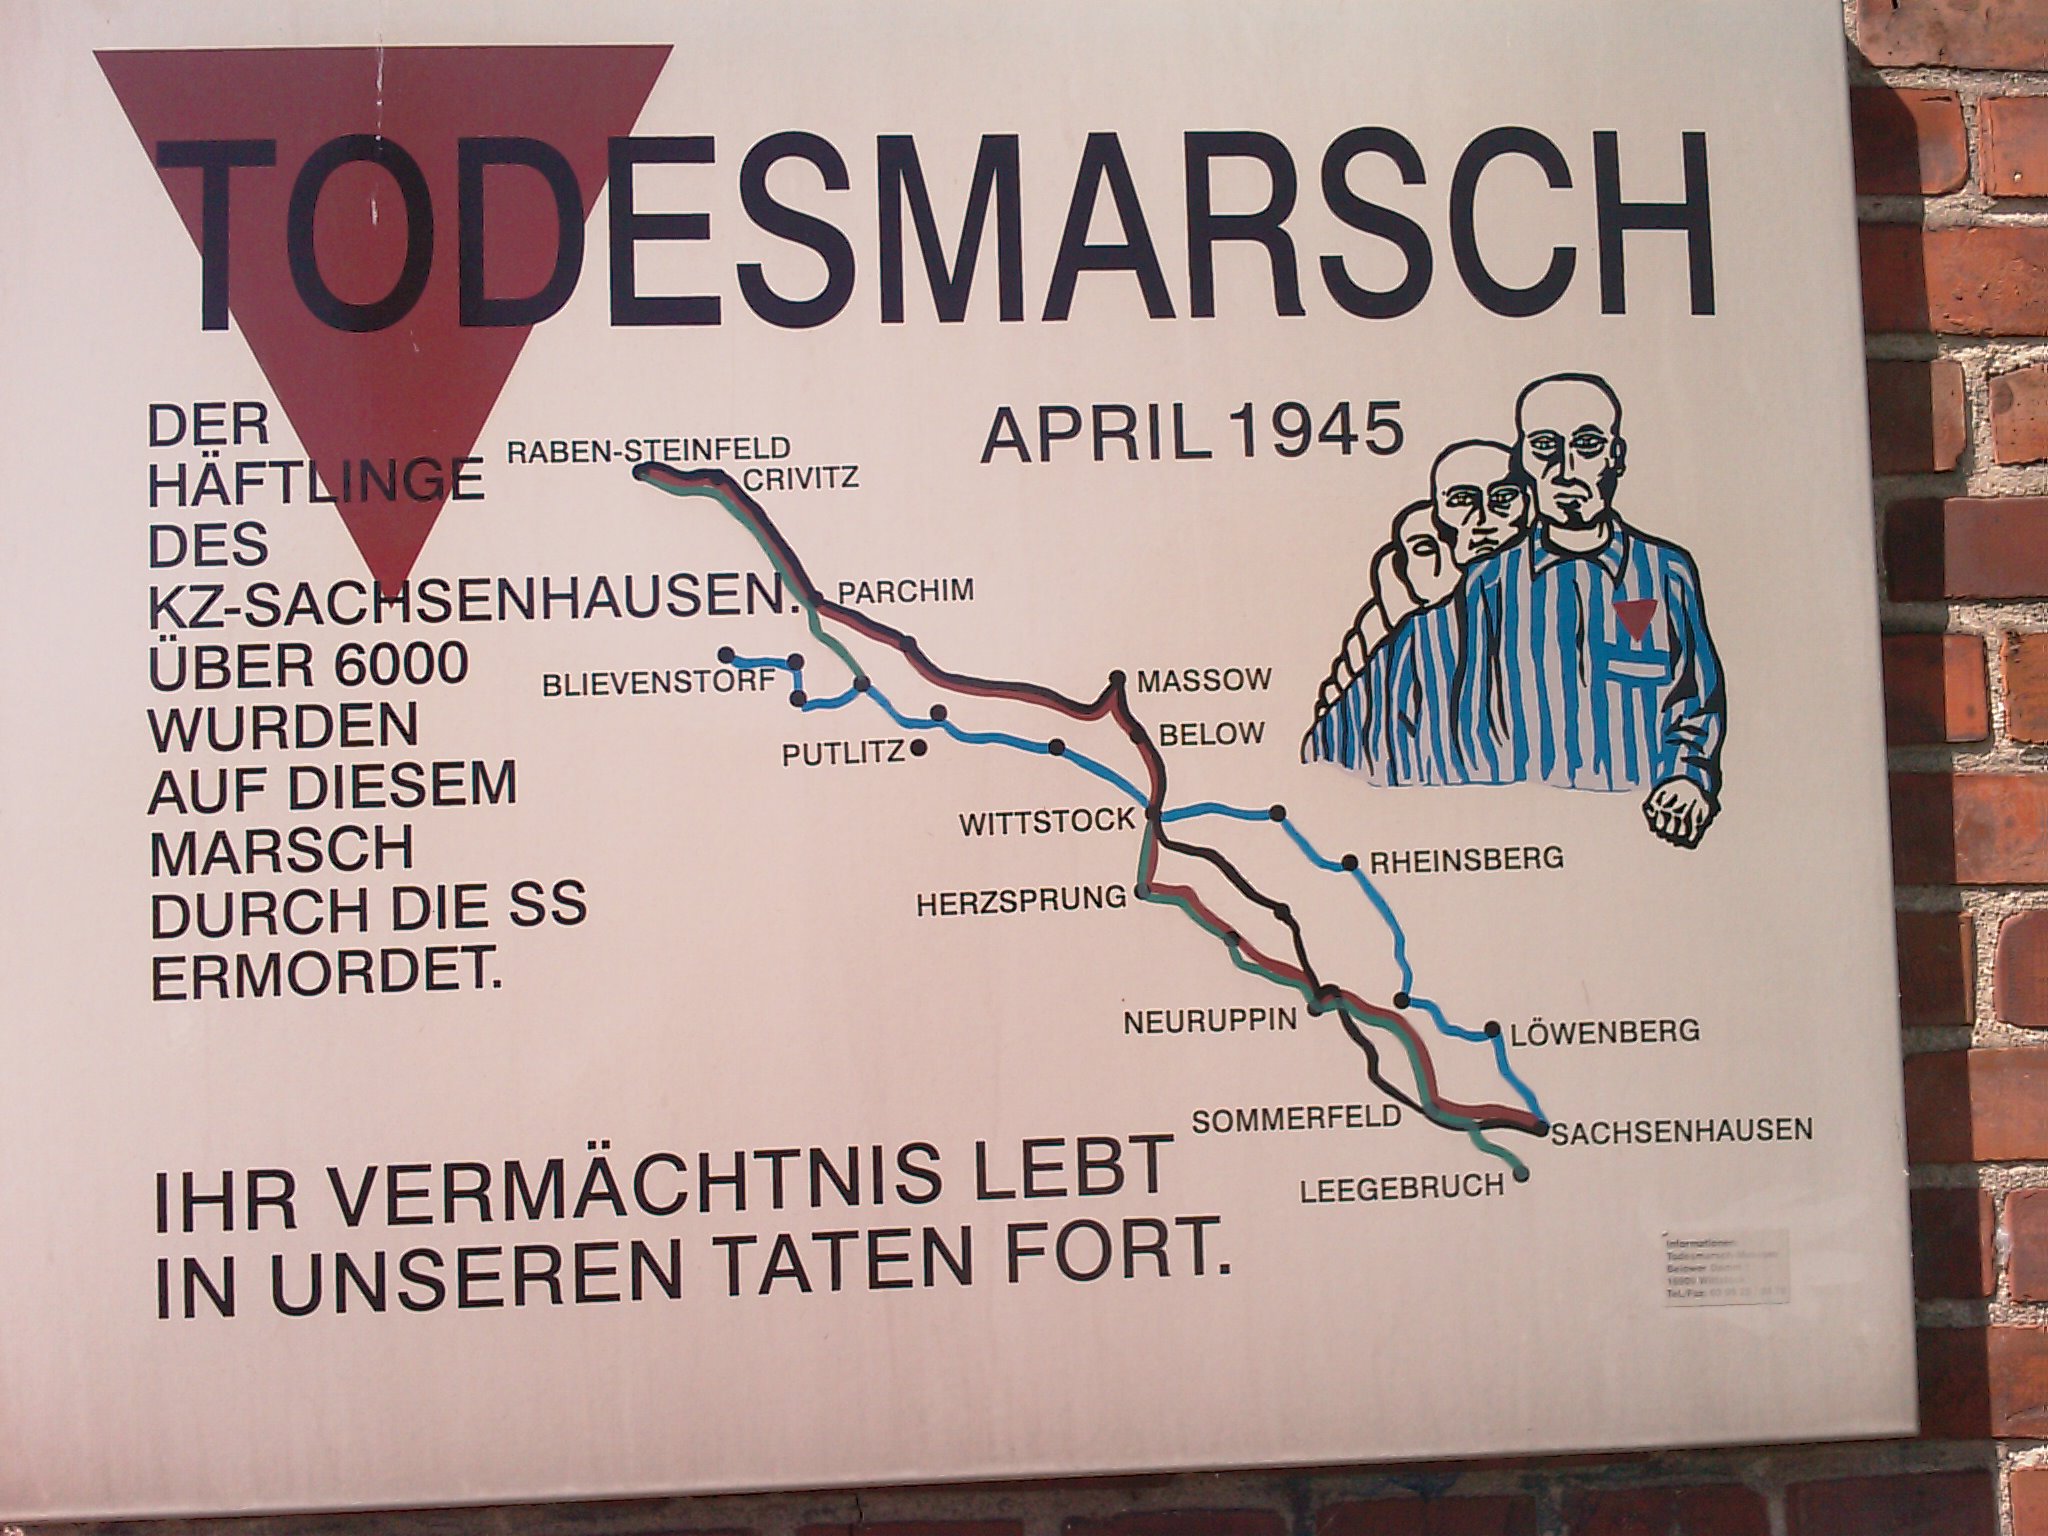 TODESMARSCH
APRIL 1945
DER
HÄFTLINGE
DES
KZ-SACHSENHAUSEN.
ÜBER 6000
WURDEN
AUF DIESEM
MARSCH
DURCH DIE SS
ERMORDET.
RABEN-STEINFELD
CRIVITZ
PARCHIM
BLIEVENSTORF
MASSOW
BELOW
PUTLITZ
WITTSTOCK
RHEINSBERG
HERZSPRUNG
NEURUPPIN
LÖWENBERG
SOMMERFELD
SACHSENHAUSEN
LEEGEBRUCH
IHR VERMÄCHTNIS LEBT
IN UNSEREN TATEN FORT.
Informationen